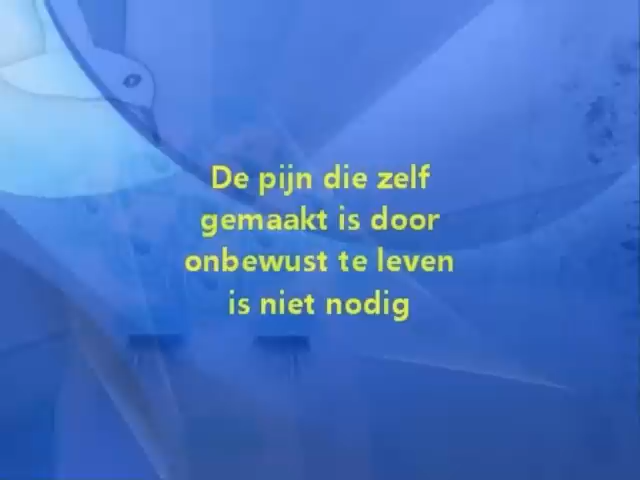 De pijn die zelf
gemaakt is door
onbewust te leven
is niet nodig